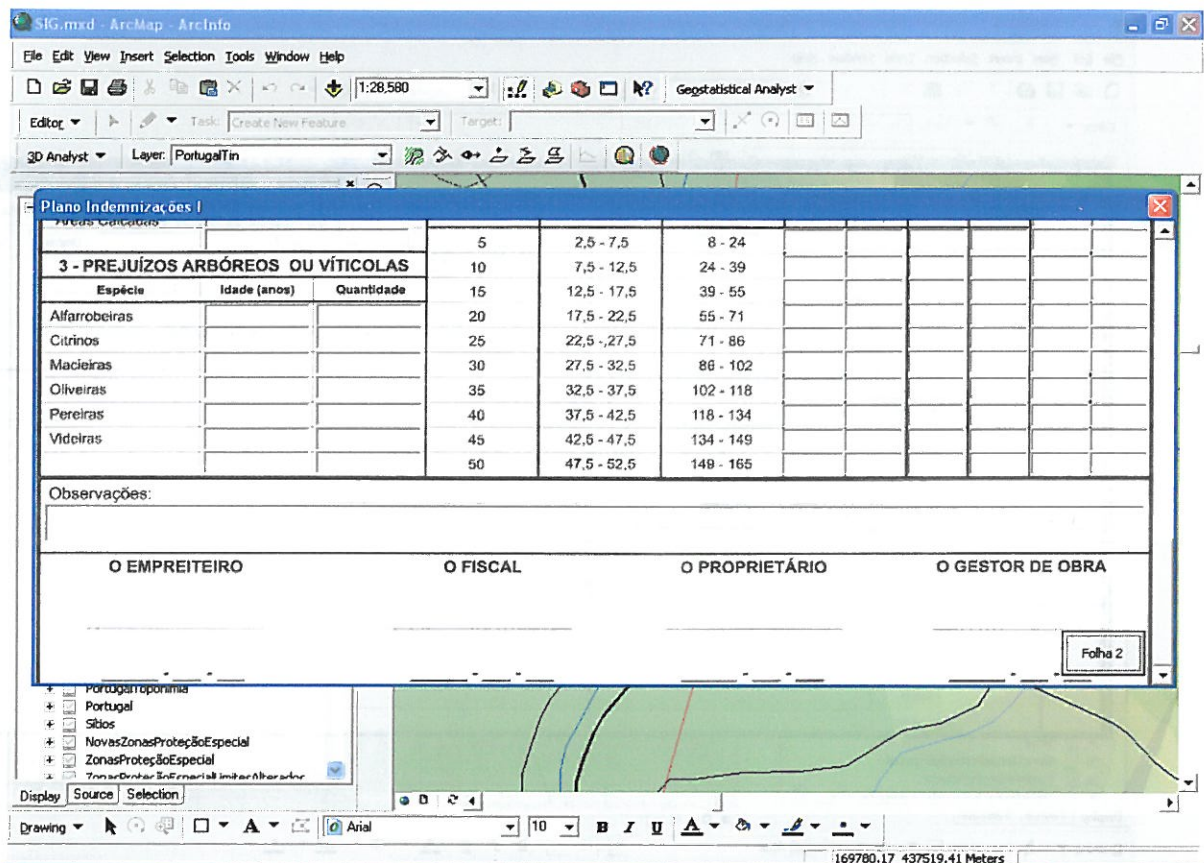 SIG.mxd - ArcMap - ArcInfo
File Edit View Insert Selection Tools Window Help
1:28,580 Geostatistical Analyst
Editor Task: Create New Feature Target:
3D Analyst Layer: PortugalTin
Plano Indemnizações I
Áreas Calcadas
5 2,5 - 7,5 8 - 24
3 - PREJUÍZOS ARBÓREOS OU VÍTICOLAS 10 7,5 - 12,5 24 - 39
Espécie Idade (anos) Quantidade 15 12,5 - 17,5 39 - 55
Alfarrobeiras 20 17,5 - 22,5 55 - 71
Citrinos 25 22,5 -,27,5 71 - 86
Macieiras 30 27,5 - 32,5 86 - 102
Oliveiras 35 32,5 - 37,5 102 - 118
Pereiras 40 37,5 - 42,5 118 - 134
Videiras 45 42,5 - 47,5 134 - 149
50 47,5 - 52,5 149 - 165
Observações:
O EMPREITEIRO O FISCAL O PROPRIETÁRIO O GESTOR DE OBRA
Folha 2
PortugalToponímia
Portugal
Sítios
NovasZonasProteçãoEspecial
ZonasProteçãoEspecial
ZonasProteçãoEspecialLimitesAlterados
Display Source Selection
Drawing A Arial 10 B I U A
169780,17 437519,41 Meters